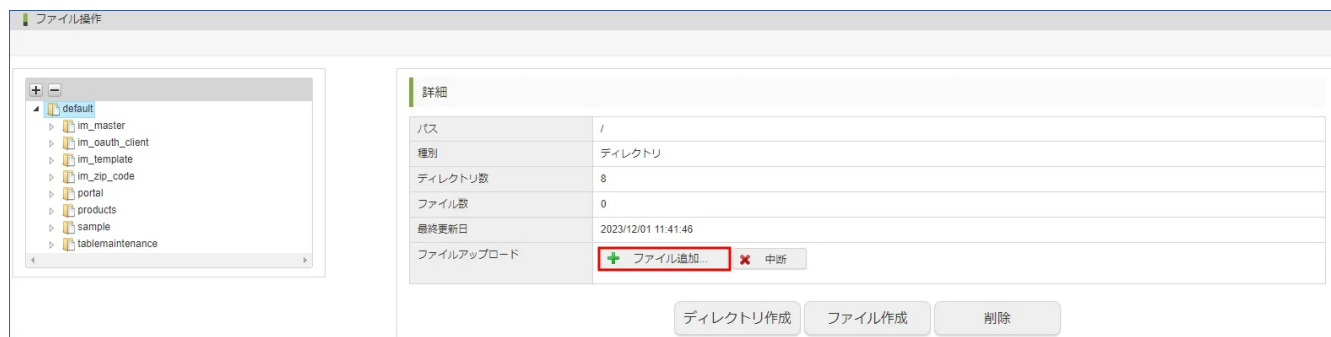 ファイル操作
default
im_master
im_oauth_client
im_template
im_zip_code
portal
products
sample
tablemaintenance
詳細
パス /
種別 ディレクトリ
ディレクトリ数 8
ファイル数 0
最終更新日 2023/12/01 11:41:46
ファイルアップロード ファイル追加... 中断
ディレクトリ作成 ファイル作成 削除